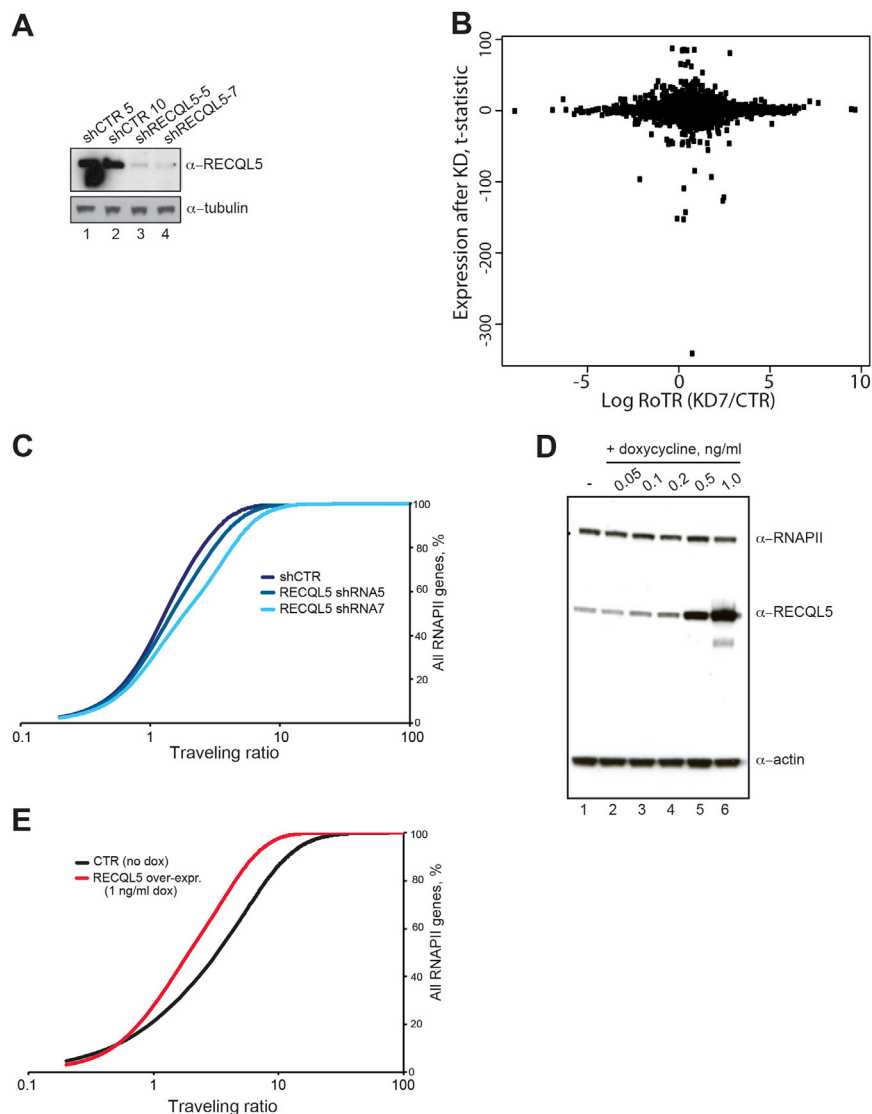 A
shCTR 5
shCTR 10
shRECQL5-5
shRECQL5-7
α–RECQL5
α–tubulin
1 2 3 4
B
Expression after KD, t-statistic
100
0
-100
-200
-300
-5 0 5 10
Log RoTR (KD7/CTR)
C
shCTR
RECQL5 shRNA5
RECQL5 shRNA7
100
80
60
40
20
0
All RNAPII genes, %
0.1 1 10 100
Traveling ratio
D
+ doxycycline, ng/ml
- 0.05 0.1 0.2 0.5 1.0
α–RNAPII
α–RECQL5
α–actin
1 2 3 4 5 6
E
CTR (no dox)
RECQL5 over-expr.
(1 ng/ml dox)
100
80
60
40
20
0
All RNAPII genes, %
0.1 1 10 100
Traveling ratio